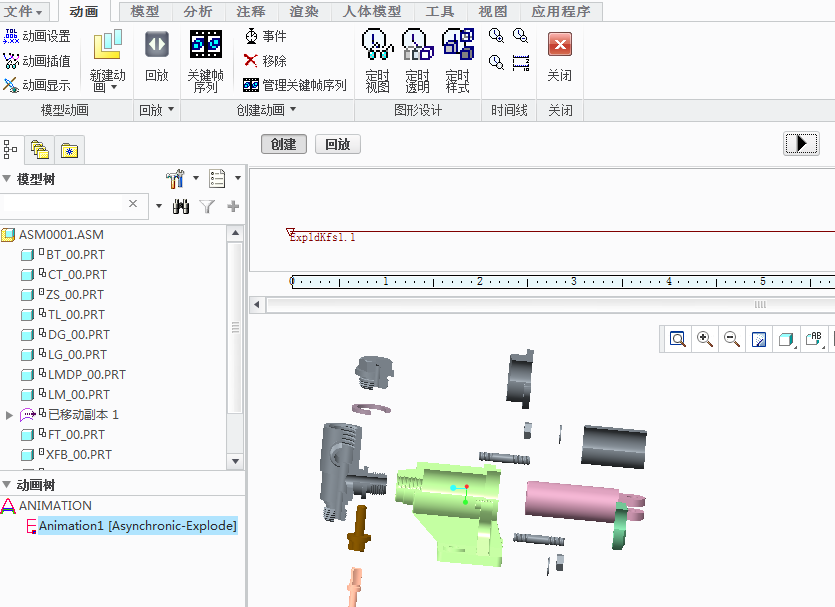 文件 动画 模型 分析 注释 渲染 人体模型 工具 视图 应用程序
动画设置
动画插值
动画显示
新建动画
回放
关键帧序列
事件
移除
管理关键帧序列
定时视图
定时透明
定时样式
关闭
模型动画 回放 创建动画 图形设计 时间线 关闭
创建 回放
模型树
ExpldKfs1.1
0 1 2 3 4 5
ASM0001.ASM
BT_00.PRT
CT_00.PRT
ZS_00.PRT
TL_00.PRT
DG_00.PRT
LG_00.PRT
LMDP_00.PRT
LM_00.PRT
已移动副本 1
FT_00.PRT
XFB_00.PRT
AB
动画树
ANIMATION
Animation1 [Asynchronic-Explode]